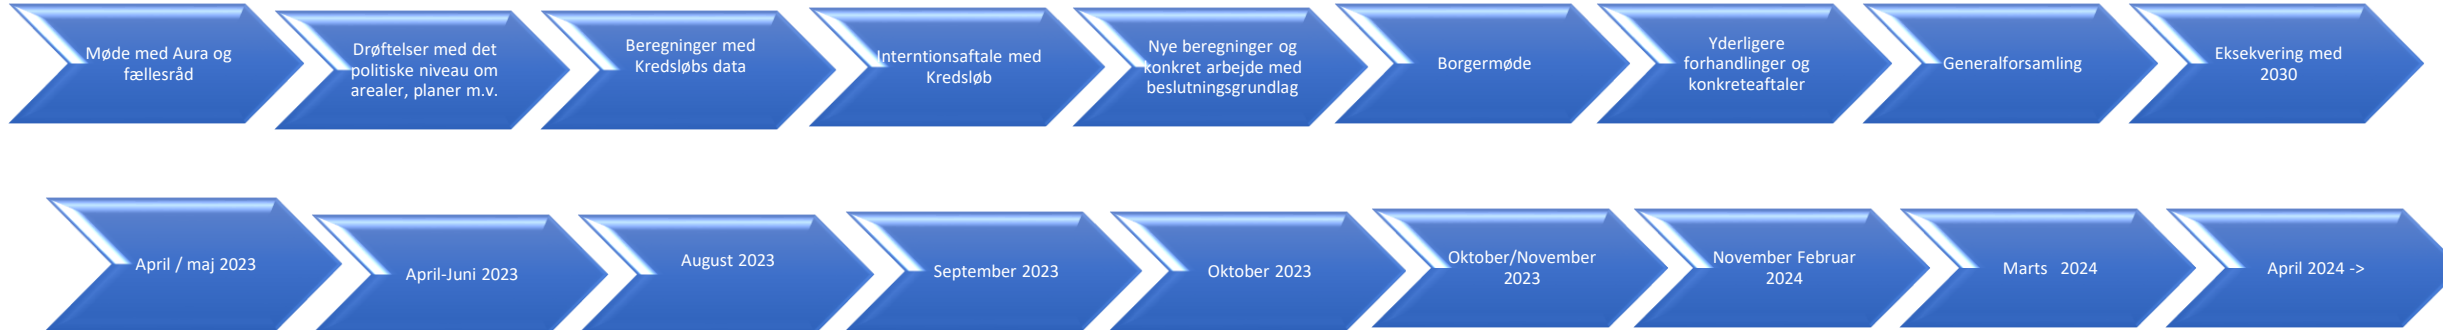 Møde med Aura og
fællesråd
Drøftelser med det
politiske niveau om
arealer, planer m.v.
Beregninger med
Kredsløbs data
Interntionsaftale med
Kredsløb
Nye beregninger og
konkret arbejde med
beslutningsgrundlag
Borgermøde
Yderligere
forhandlinger og
konkreteaftaler
Generalforsamling
Eksekvering med
2030
April / maj 2023
April-Juni 2023
August 2023
September 2023
Oktober 2023
Oktober/November
2023
November Februar
2024
Marts 2024
April 2024 ->